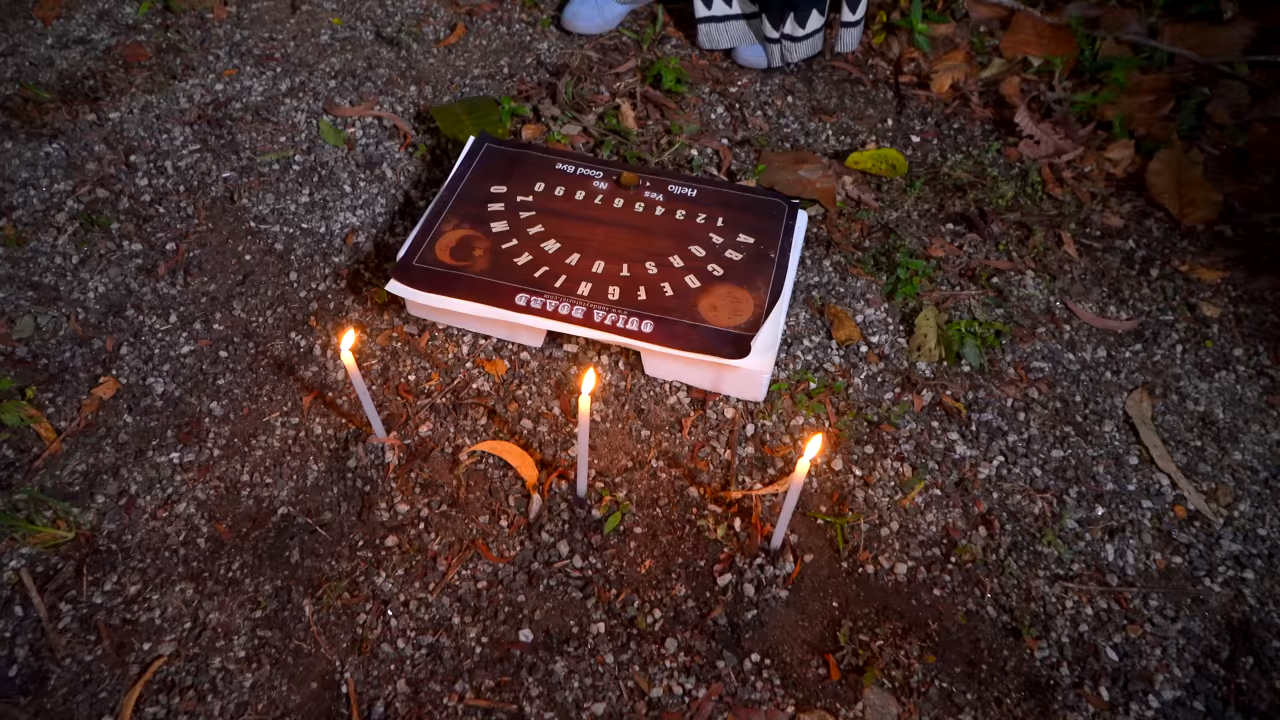 OUIJA BOARD
A B C D E F G H I J K L M N O
P Q R S T U V W X Y Z
1 2 3 4 5 6 7 8 9 0
Yes No
Hello Good Bye